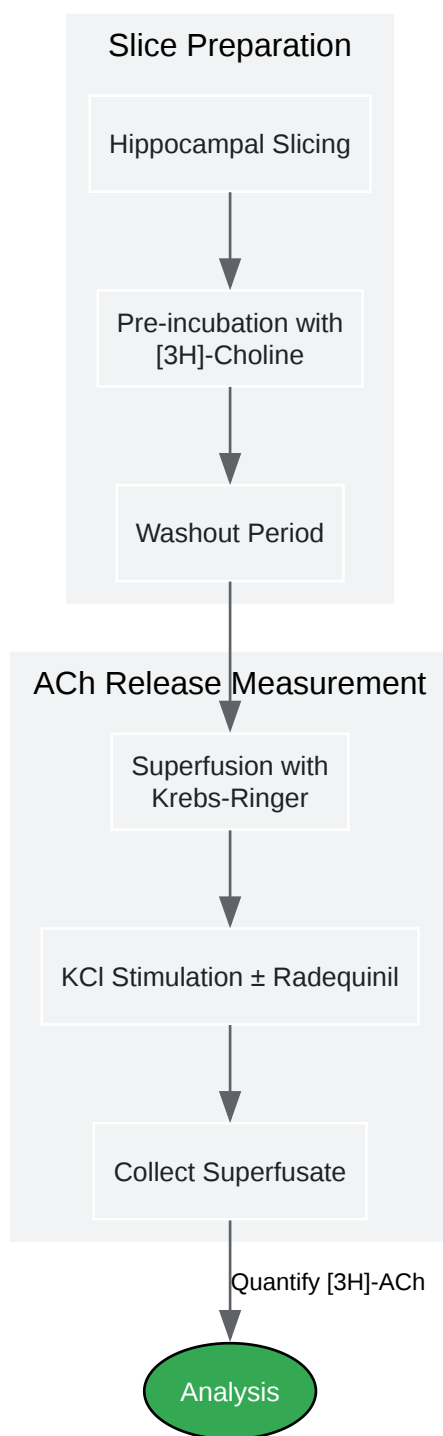 Slice Preparation
Hippocampal Slicing
Pre-incubation with
[3H]-Choline
Washout Period
ACh Release Measurement
Superfusion with
Krebs-Ringer
KCl Stimulation ± Radequinil
Collect Superfusate
Quantify [3H]-ACh
Analysis